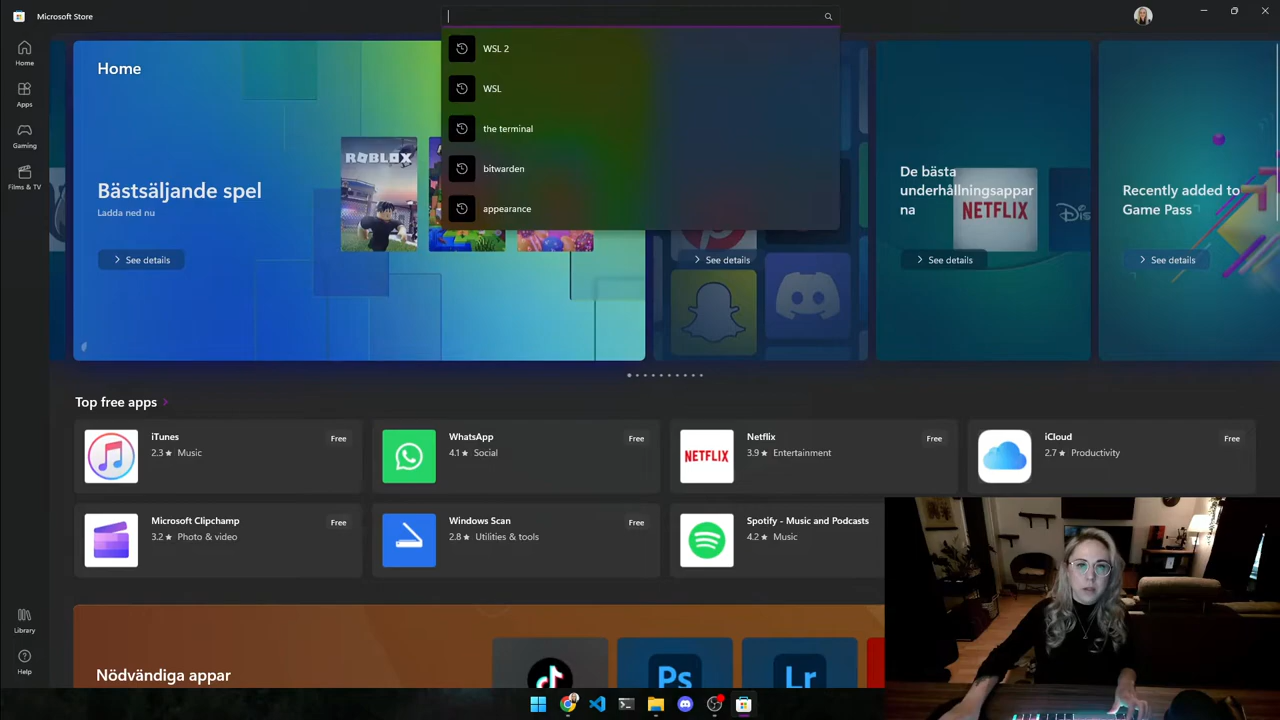 Microsoft Store
WSL 2
WSL
the terminal
bitwarden
appearance
Home
Apps
Gaming
Films & TV
Library
Help
Home
Bästsäljande spel
Ladda ned nu
See details
ROBLOX
See details
De bästa
underhållningsappar
na
NETFLIX
Dis
See details
Recently added to
Game Pass
See details
Top free apps
iTunes
2.3 ★ Music
Free
WhatsApp
4.1 ★ Social
Free
NETFLIX
Netflix
3.9 ★ Entertainment
Free
iCloud
2.7 ★ Productivity
Free
Microsoft Clipchamp
3.2 ★ Photo & video
Free
Windows Scan
2.8 ★ Utilities & tools
Free
Spotify - Music and Podcasts
4.2 ★ Music
Nödvändiga appar
Ps
Lr